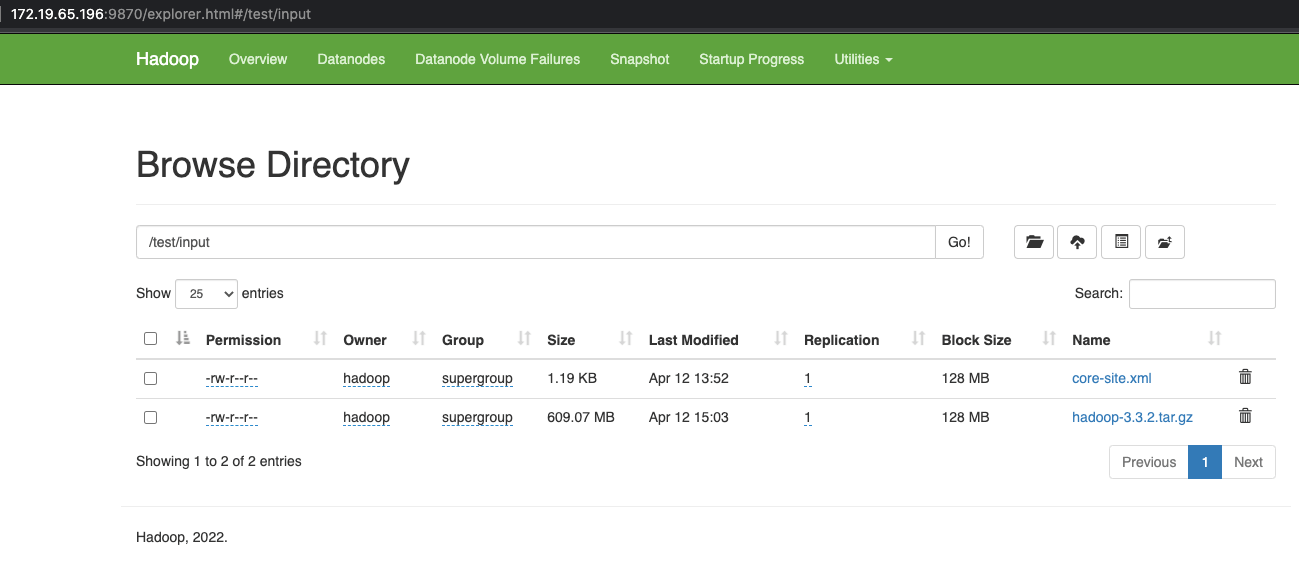 172.19.65.196:9870/explorer.html#/test/input
Hadoop Overview Datanodes Datanode Volume Failures Snapshot Startup Progress Utilities
Browse Directory
/test/input Go!
Show 25 entries Search:
Permission Owner Group Size Last Modified Replication Block Size Name
-rw-r--r-- hadoop supergroup 1.19 KB Apr 12 13:52 1 128 MB core-site.xml
-rw-r--r-- hadoop supergroup 609.07 MB Apr 12 15:03 1 128 MB hadoop-3.3.2.tar.gz
Showing 1 to 2 of 2 entries Previous 1 Next
Hadoop, 2022.